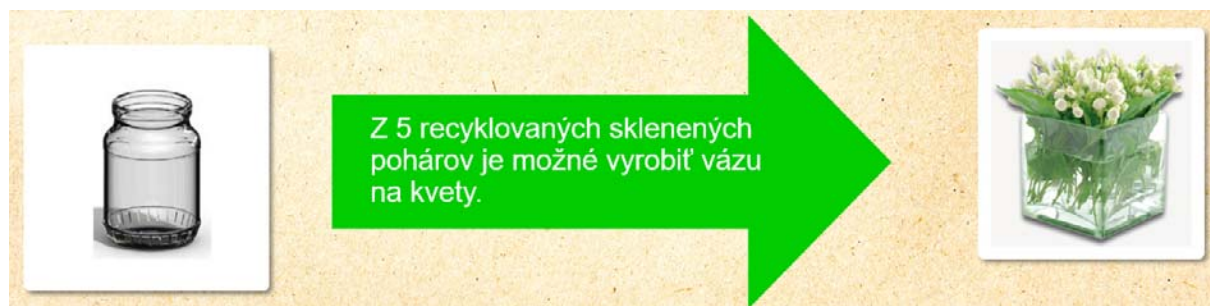 Z 5 recyklovaných sklenených
pohárov je možné vyrobiť vázu
na kvety.